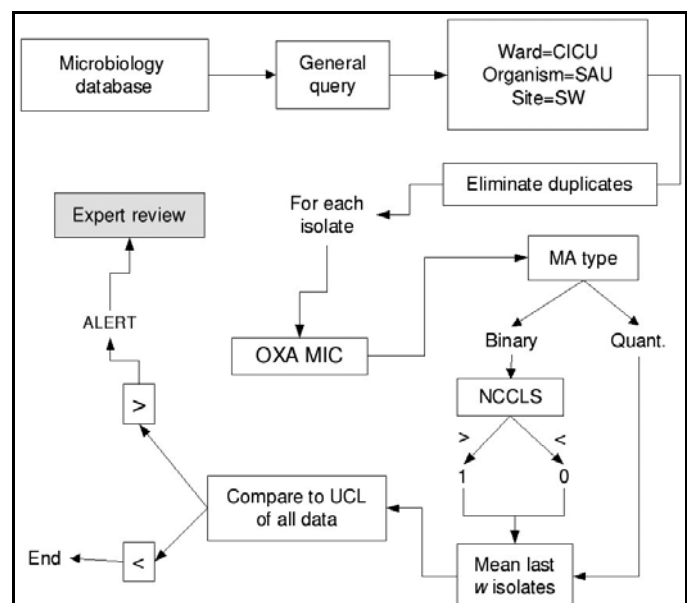 Microbiology
database
General
query
Ward=CICU
Organism=SAU
Site=SW
Eliminate duplicates
For each
isolate
Expert review
MA type
ALERT
OXA MIC
Binary
Quant.
NCCLS
>
>
<
1
0
Compare to UCL
of all data
End
<
Mean last
w isolates